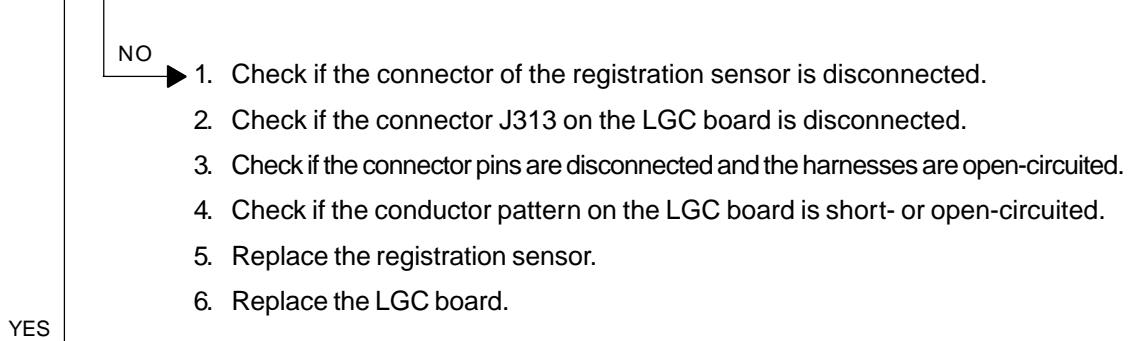 NO
1. Check if the connector of the registration sensor is disconnected.
2. Check if the connector J313 on the LGC board is disconnected.
3. Check if the connector pins are disconnected and the harnesses are open-circuited.
4. Check if the conductor pattern on the LGC board is short- or open-circuited.
5. Replace the registration sensor.
6. Replace the LGC board.
YES